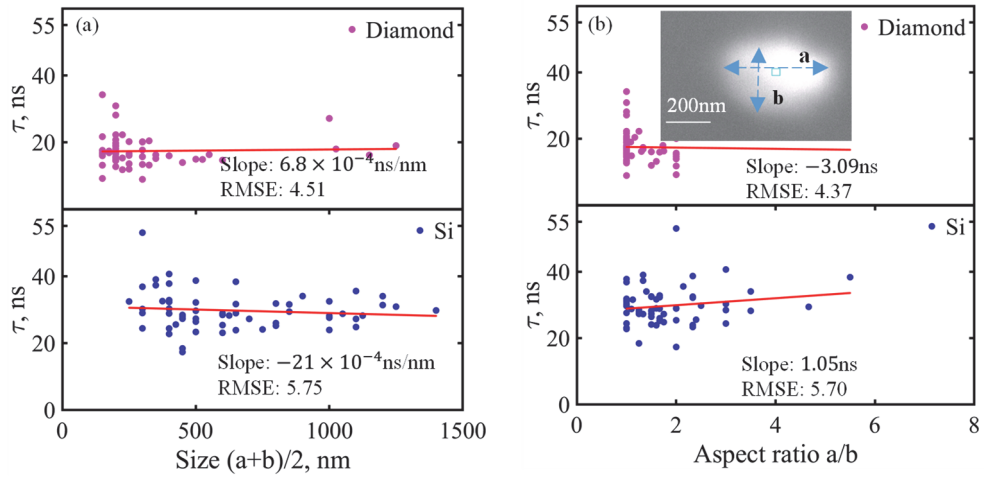 (a)
Diamond
55
40
20
τ, ns
Slope: 6.8 × 10⁻⁴ns/nm
RMSE: 4.51
Si
55
40
20
0
τ, ns
Slope: −21 × 10⁻⁴ns/nm
RMSE: 5.75
0 500 1000 1500
Size (a+b)/2, nm
(b)
Diamond
a
b
200nm
55
40
20
τ, ns
Slope: −3.09ns
RMSE: 4.37
Si
55
40
20
0
τ, ns
Slope: 1.05ns
RMSE: 5.70
0 2 4 6 8
Aspect ratio a/b